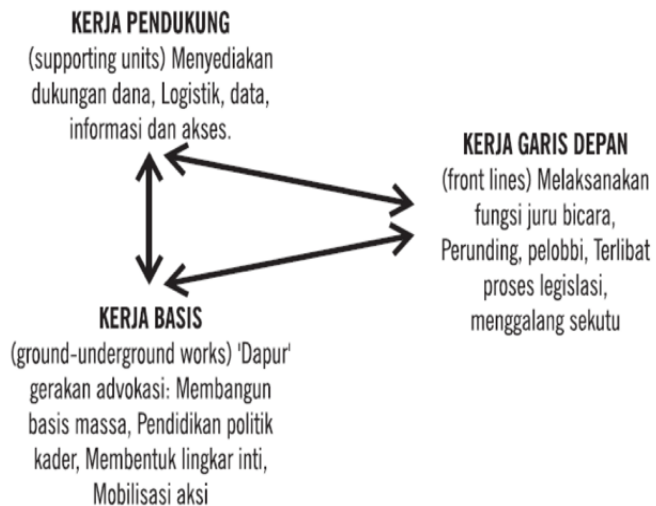 KERJA PENDUKUNG
(supporting units) Menyediakan
dukungan dana, Logistik, data,
informasi dan akses.
KERJA GARIS DEPAN
(front lines) Melaksanakan
fungsi juru bicara,
Perunding, pelobbi, Terlibat
proses legislasi,
menggalang sekutu
KERJA BASIS
(ground-underground works) 'Dapur'
gerakan advokasi: Membangun
basis massa, Pendidikan politik
kader, Membentuk lingkar inti,
Mobilisasi aksi